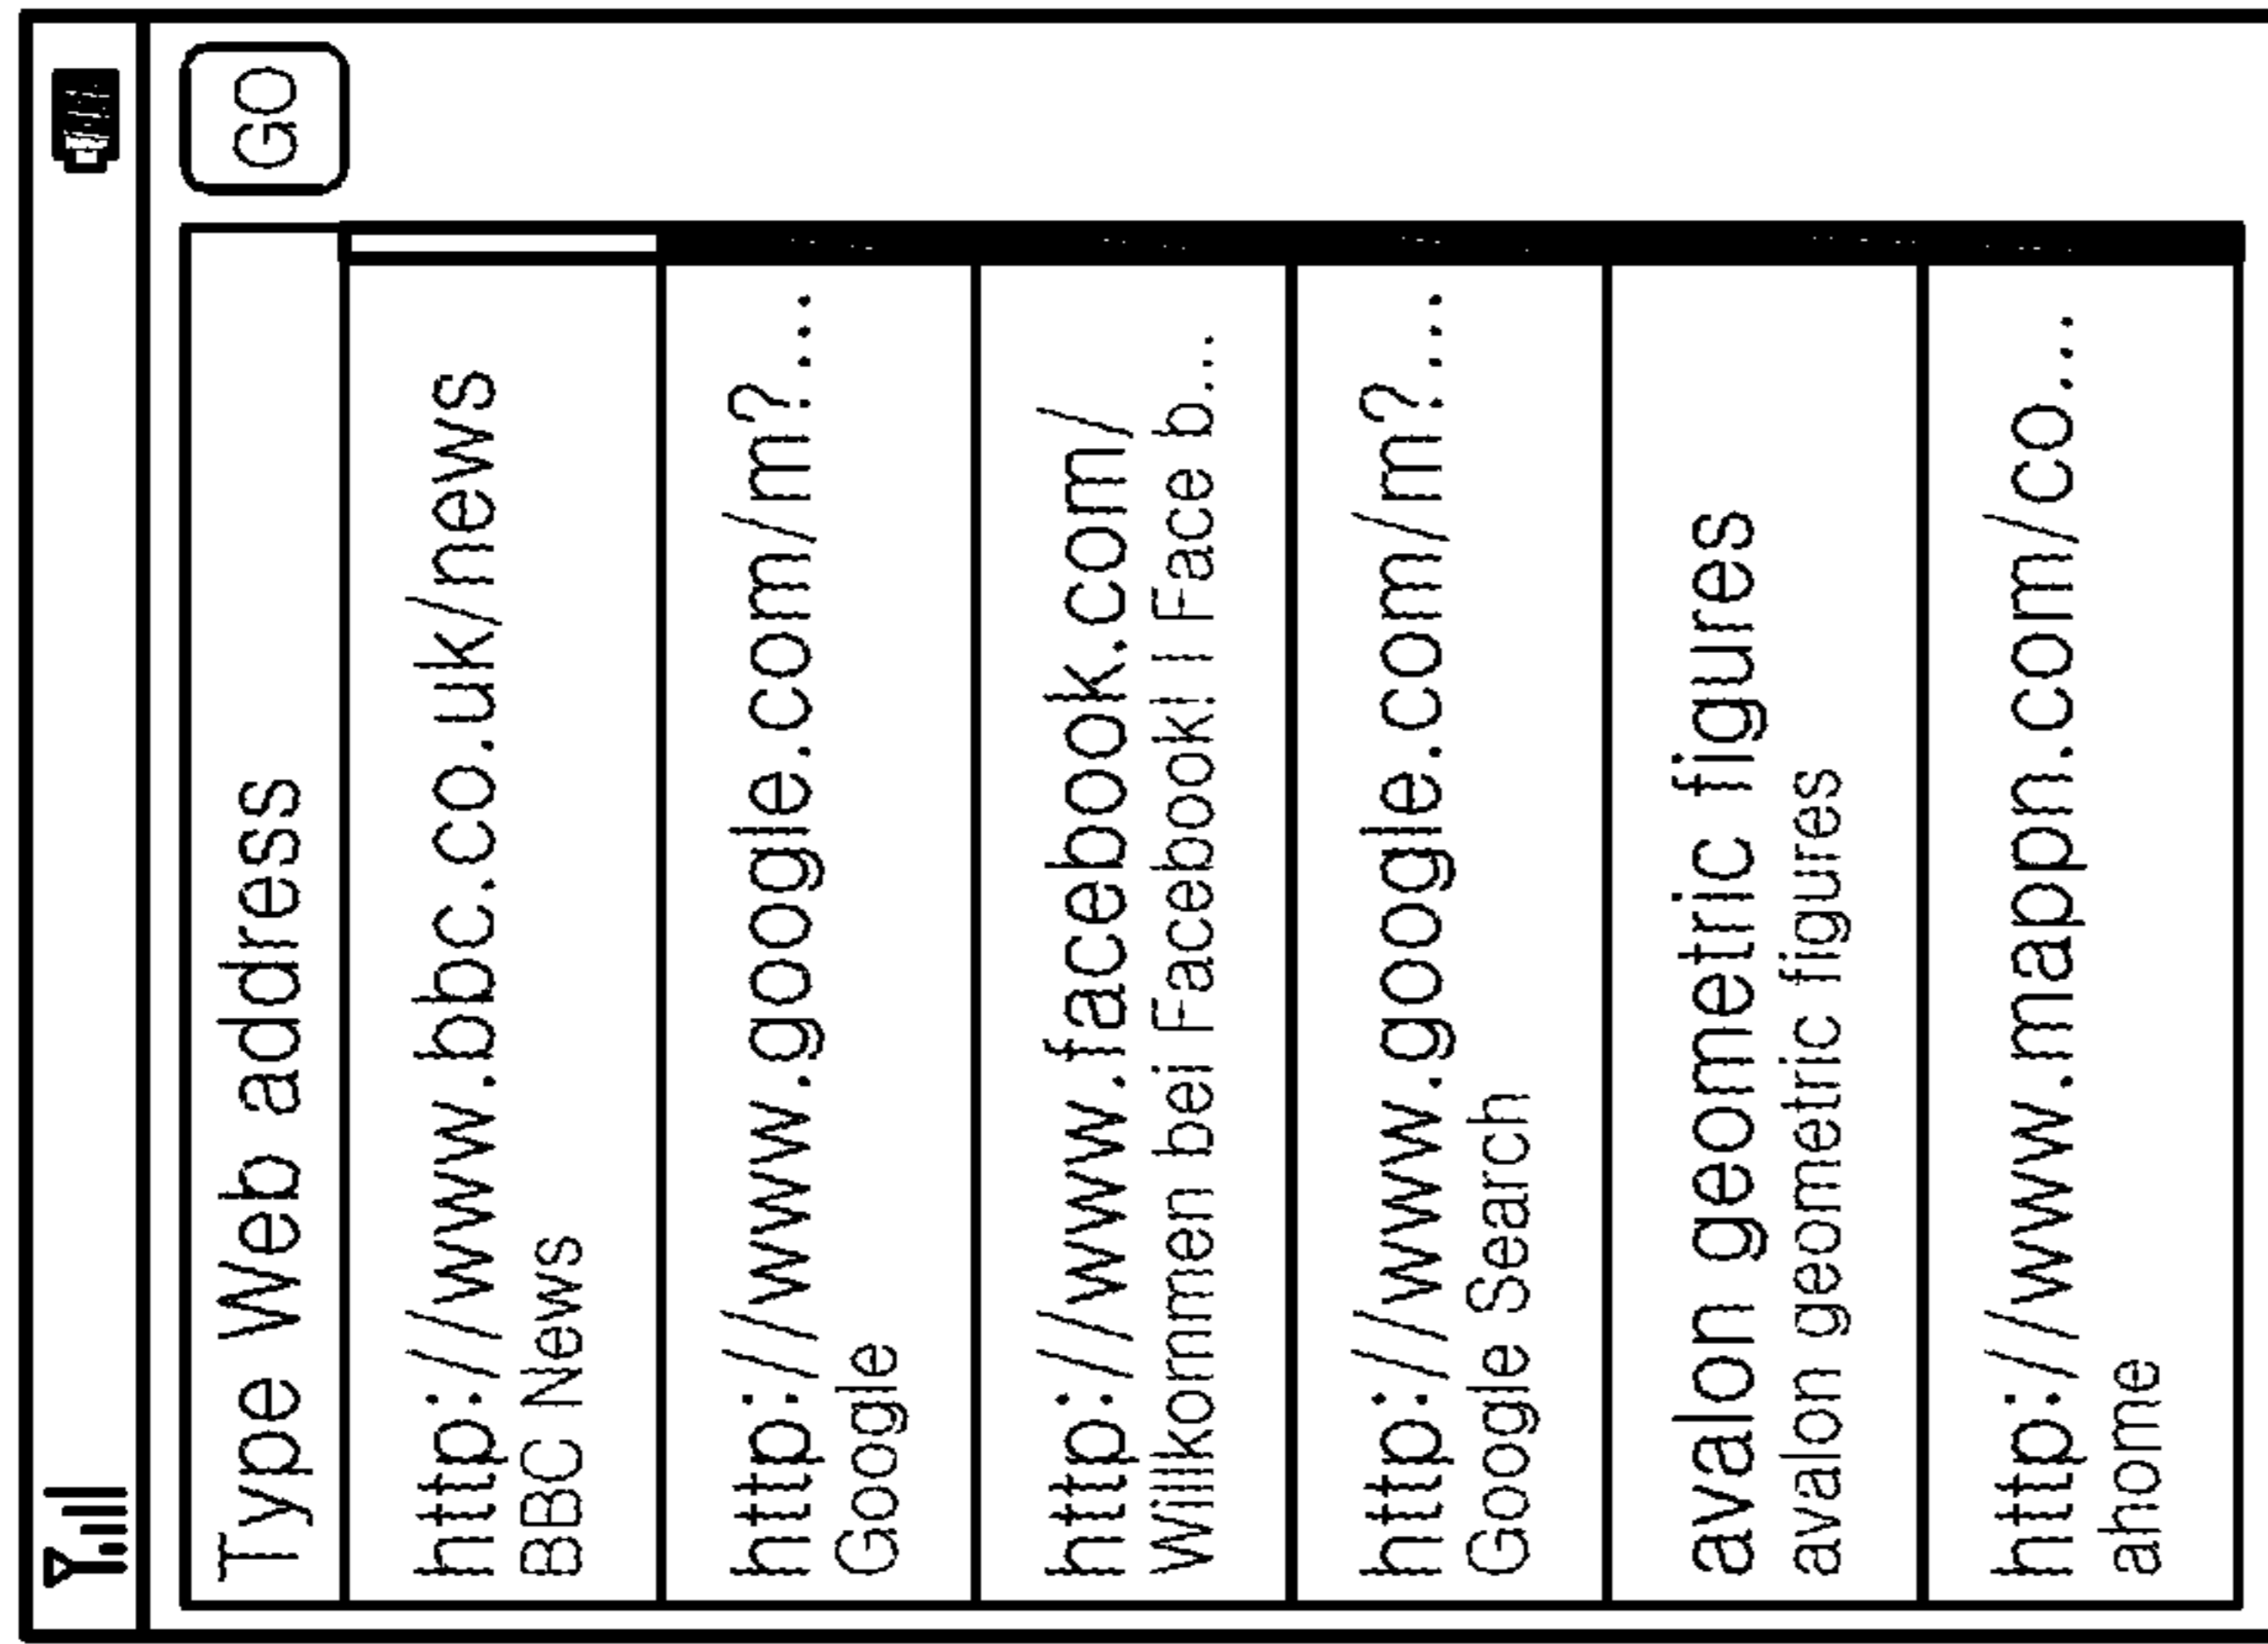 GO
Type Web address
http://www.bbc.co.uk/news
BBC News
http://www.google.com/m?...
Google
http://www.facebook.com/
Willkommen bei Facebook! | Face b...
http://www.google.com/m?...
Google Search
avalon geometric figures
avalon geometric figures
http://www.mappn.com/co...
ahome